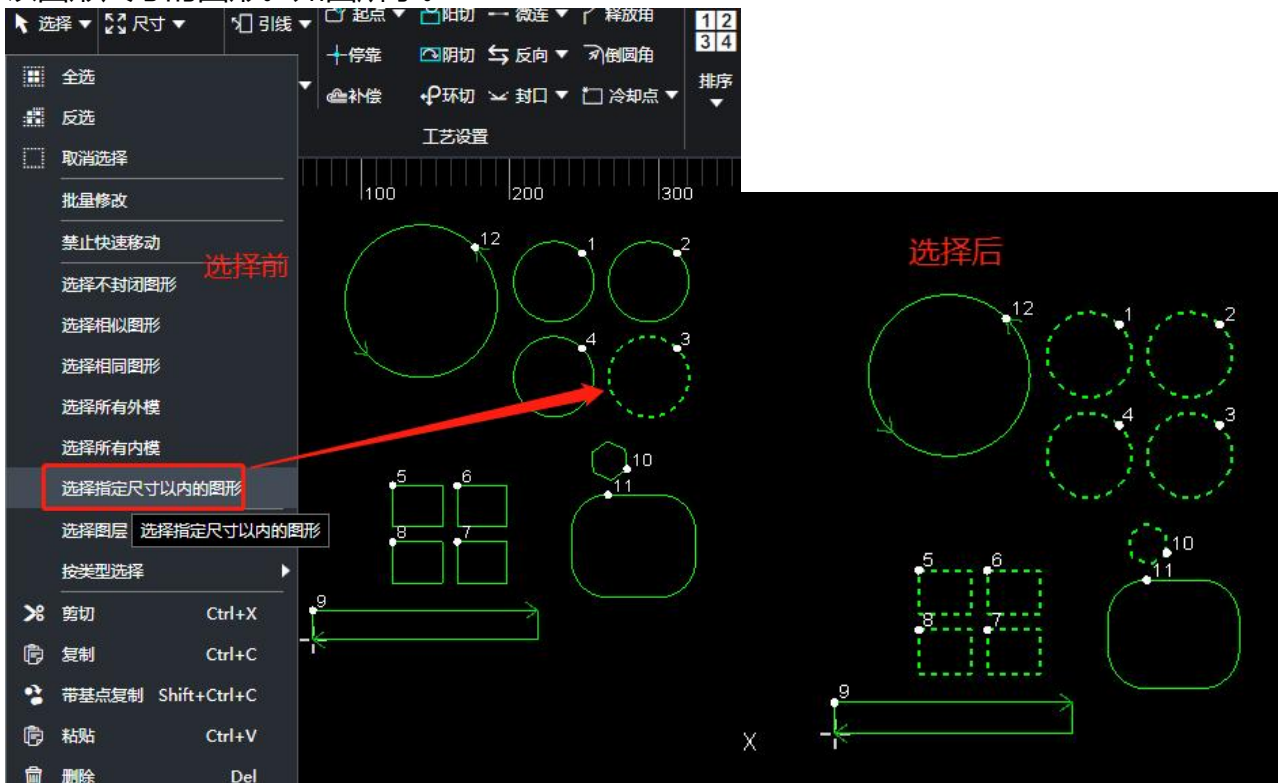 选择 尺寸 引线 起点 阳切 微连 释放角
停靠 阴切 反向 倒圆角
补偿 环切 封口 冷却点
1 2
3 4
排序
工艺设置
全选
反选
取消选择
批量修改
禁止快速移动
选择不封闭图形
选择相似图形
选择相同图形
选择所有外模
选择所有内模
选择指定尺寸以内的图形
选择图层
选择指定尺寸以内的图形
按类型选择
剪切 Ctrl+X
复制 Ctrl+C
带基点复制 Shift+Ctrl+C
粘贴 Ctrl+V
删除 Del
选择前
100 200 300
12 1 2
4 3
10
5 6 11
8 7
9
选择后
12 1 2
4 3
10
5 6 11
8 7
9
X